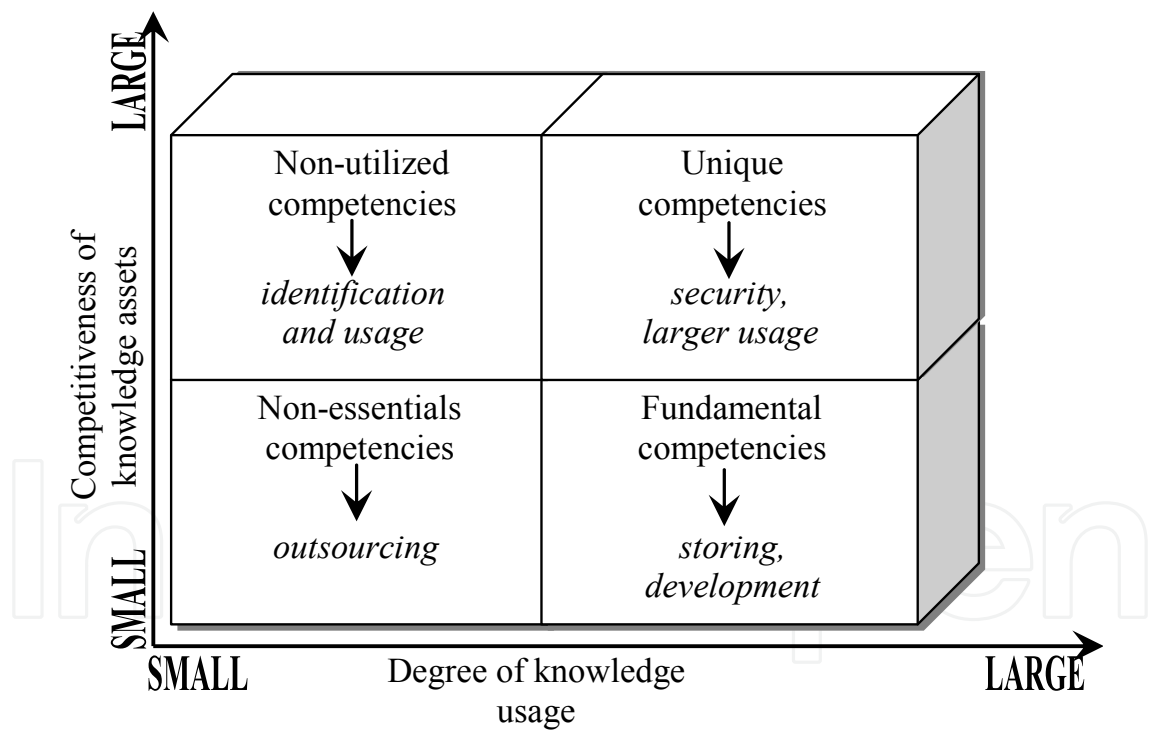 LARGE
Competitiveness of
knowledge assets
SMALL
Non-utilized
competencies
identification
and usage
Unique
competencies
security,
larger usage
Non-essentials
competencies
outsourcing
Fundamental
competencies
storing,
development
SMALL
Degree of knowledge
usage
LARGE